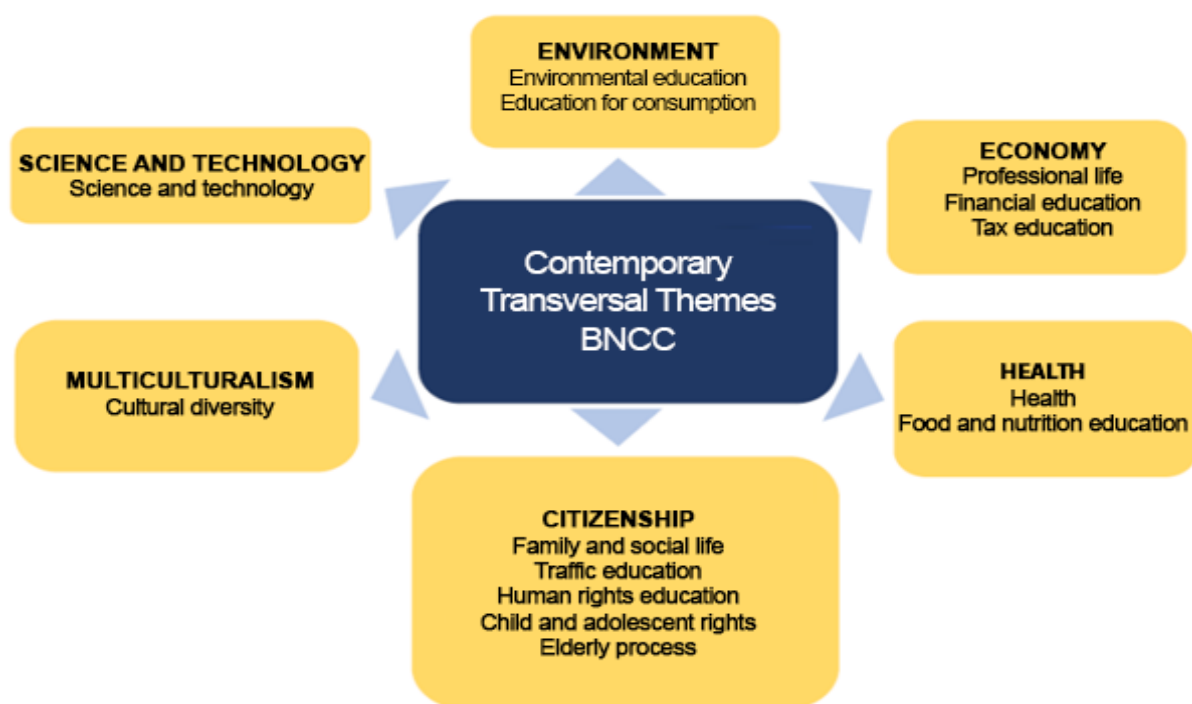 ENVIRONMENT
Environmental education
Education for consumption
SCIENCE AND TECHNOLOGY
Science and technology
ECONOMY
Professional life
Financial education
Tax education
Contemporary
Transversal Themes
BNCC
MULTICULTURALISM
Cultural diversity
HEALTH
Health
Food and nutrition education
CITIZENSHIP
Family and social life
Traffic education
Human rights education
Child and adolescent rights
Elderly process